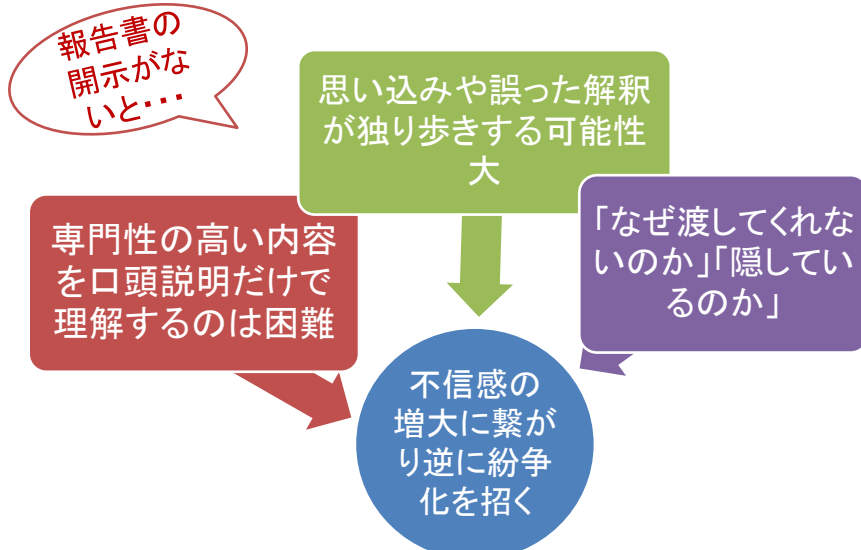 報告書の
開示がな
いと・・・
思い込みや誤った解釈
が独り歩きする可能性
大
専門性の高い内容
を口頭説明だけで
理解するのは困難
「なぜ渡してくれな
いのか」「隠してい
るのか」
不信感の
増大に繋が
り逆に紛争
化を招く